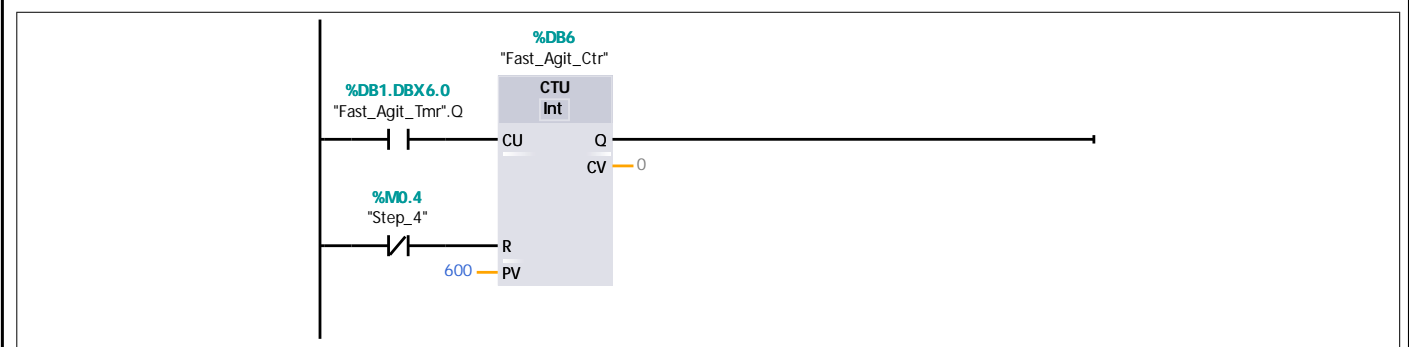 %DB6
"Fast_Agit_Ctr"
%DB1.DBX6.0
"Fast_Agit_Tmr".Q
CTU
Int
CU
Q
CV
0
%M0.4
"Step_4"
R
600
PV